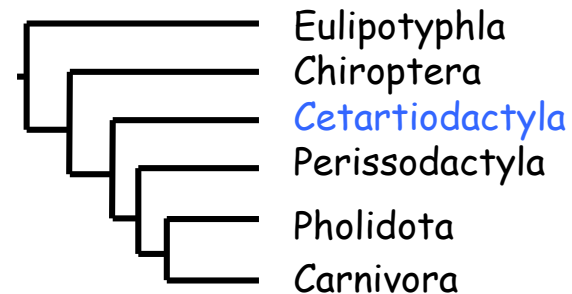 Eulipotyphla
Chiroptera
Cetartiodactyla
Perissodactyla
Pholidota
Carnivora